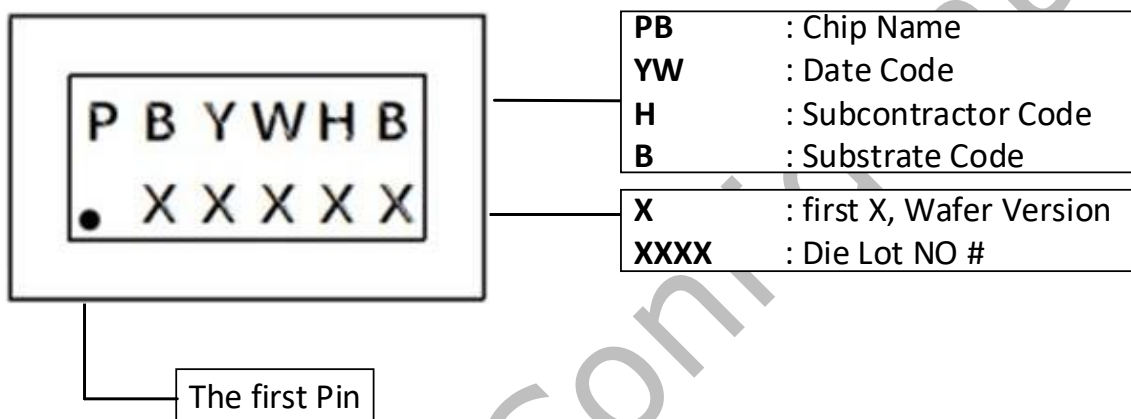 P B Y W H B
. X X X X X
PB : Chip Name
YW : Date Code
H : Subcontractor Code
B : Substrate Code
X : first X, Wafer Version
XXXX : Die Lot NO #
The first Pin